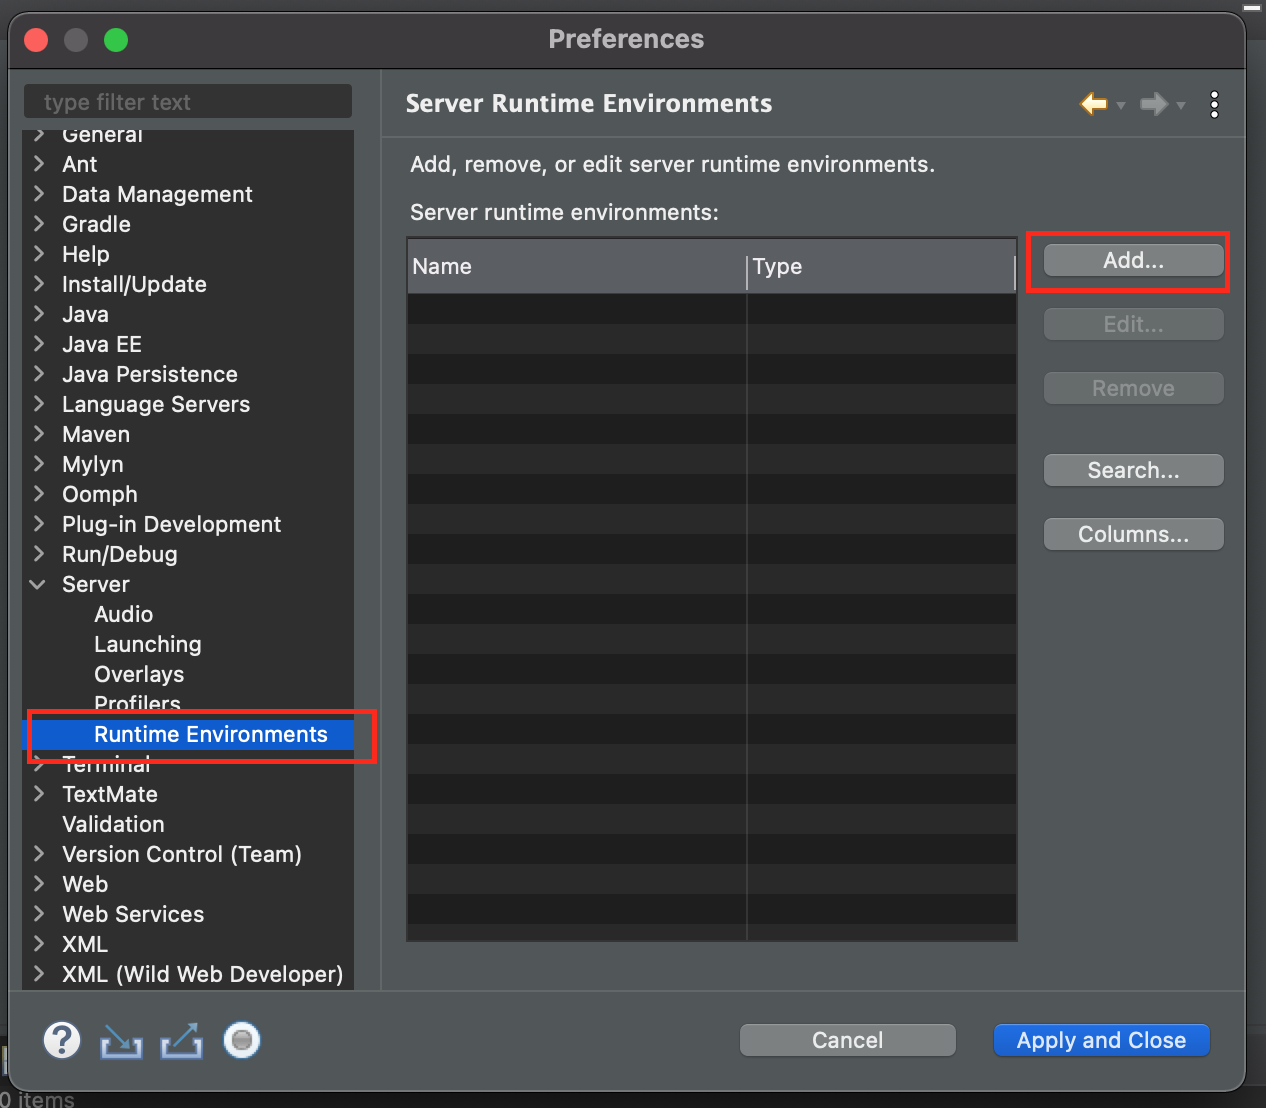 Preferences
type filter text
General
Ant
Data Management
Gradle
Help
Install/Update
Java
Java EE
Java Persistence
Language Servers
Maven
Mylyn
Oomph
Plug-in Development
Run/Debug
Server
Audio
Launching
Overlays
Profilers
Runtime Environments
Terminal
TextMate
Validation
Version Control (Team)
Web
Web Services
XML
XML (Wild Web Developer)
Server Runtime Environments
Add, remove, or edit server runtime environments.
Server runtime environments:
Name Type
Add...
Edit...
Remove
Search...
Columns...
?
Cancel
Apply and Close
0 items